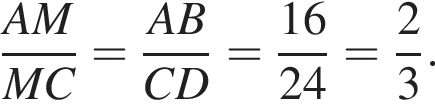 AM/MC = AB/CD = 16/24 = 2/3.